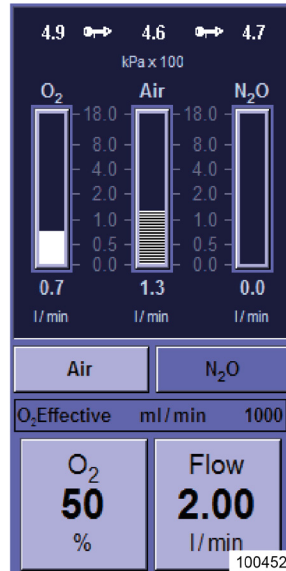 4.9 4.6 4.7
kPa x 100
O₂ Air N₂O
18.0 18.0
8.0 8.0
4.0 4.0
2.0 2.0
1.0 1.0
0.5 0.5
0.0 0.0
0.7 1.3 0.0
l/min l/min l/min
Air N₂O
O₂Effective ml/min 1000
O₂ Flow
50 2.00
% l/min
100452